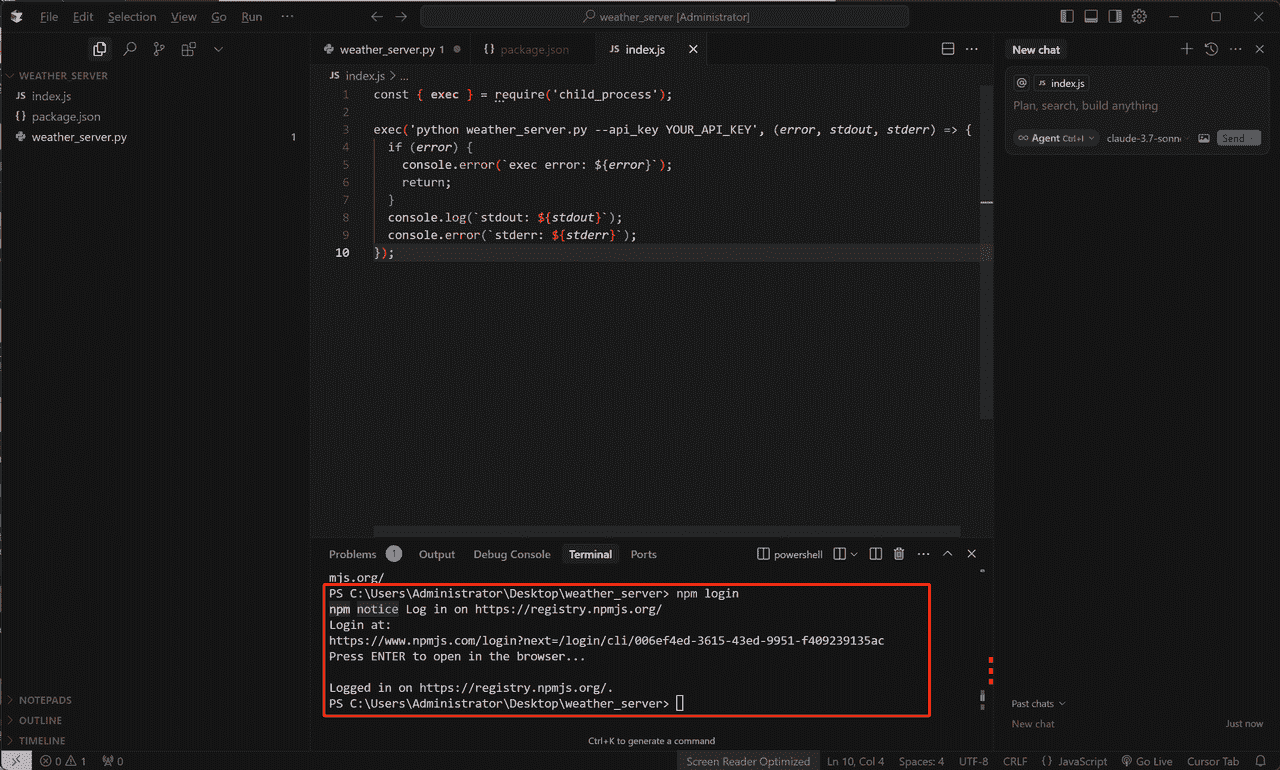 File Edit Selection View Go Run ···
weather_server [Administrator]
WEATHER SERVER
JS index.js
{} package.json
weather_server.py 1
NOTEPADS
OUTLINE
TIMELINE
weather_server.py 1
{} package.json
JS index.js
JS index.js > ...
1 const { exec } = require('child_process');
2
3 exec('python weather_server.py --api_key YOUR_API_KEY', (error, stdout, stderr) => {
4 if (error) {
5 console.error(`exec error: ${error}`);
6 return;
7 }
8 console.log(`stdout: ${stdout}`);
9 console.error(`stderr: ${stderr}`);
10 });
Problems 1 Output Debug Console Terminal Ports
powershell
mjs.org/
PS C:\Users\Administrator\Desktop\weather_server> npm login
npm notice Log in on https://registry.npmjs.org/
Login at:
https://www.npmjs.com/login?next=/login/cli/006ef4ed-3615-43ed-9951-f409239135ac
Press ENTER to open in the browser...
Logged in on https://registry.npmjs.org/.
PS C:\Users\Administrator\Desktop\weather_server>
Ctrl+K to generate a command
New chat
@ JS index.js
Plan, search, build anything
∞ Agent Ctrl+I claude-3.7-sonn Send
Past chats
New chat Just now
0 1 0
Screen Reader Optimized Ln 10, Col 4 Spaces: 4 UTF-8 CRLF {} JavaScript Go Live Cursor Tab